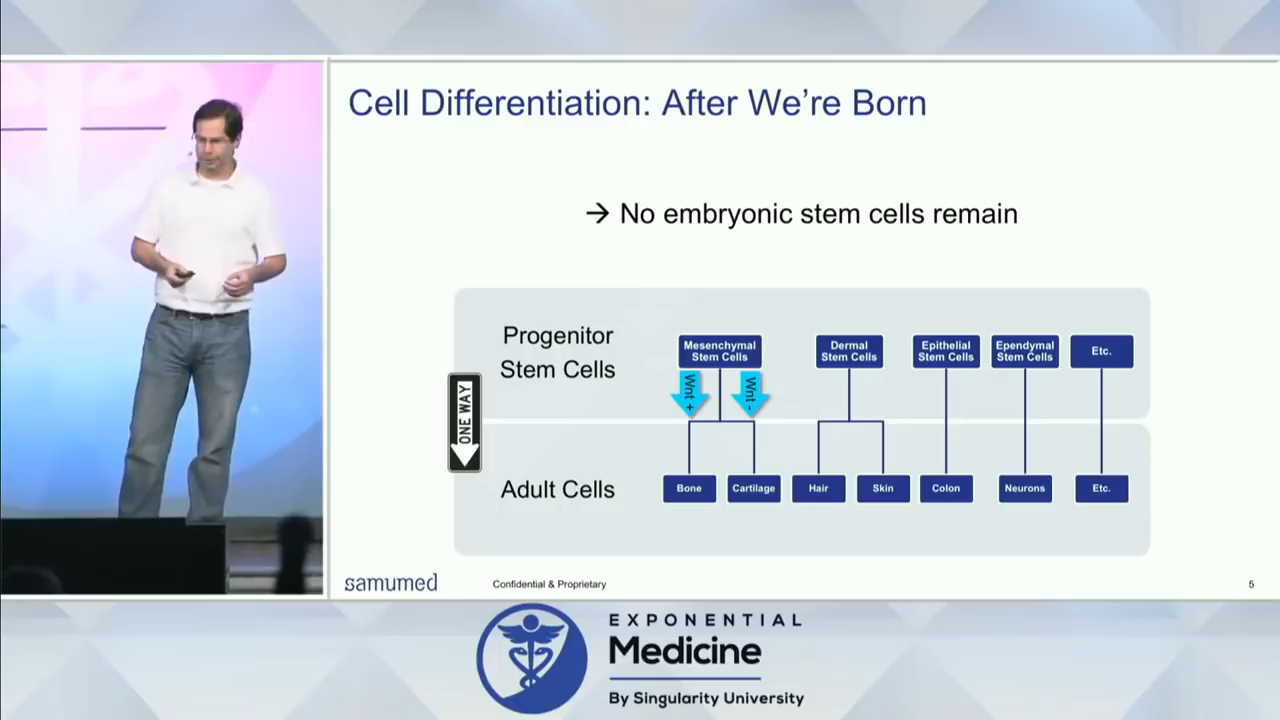 Cell Differentiation: After We're Born
→ No embryonic stem cells remain
Progenitor
Stem Cells
Mesenchymal
Stem Cells
Dermal
Stem Cells
Epithelial
Stem Cells
Ependymal
Stem Cells
Etc.
Wnt +
Wnt -
ONE WAY
Adult Cells
Bone
Cartilage
Hair
Skin
Colon
Neurons
Etc.
samumed
Confidential & Proprietary
5
EXPONENTIAL
Medicine
By Singularity University